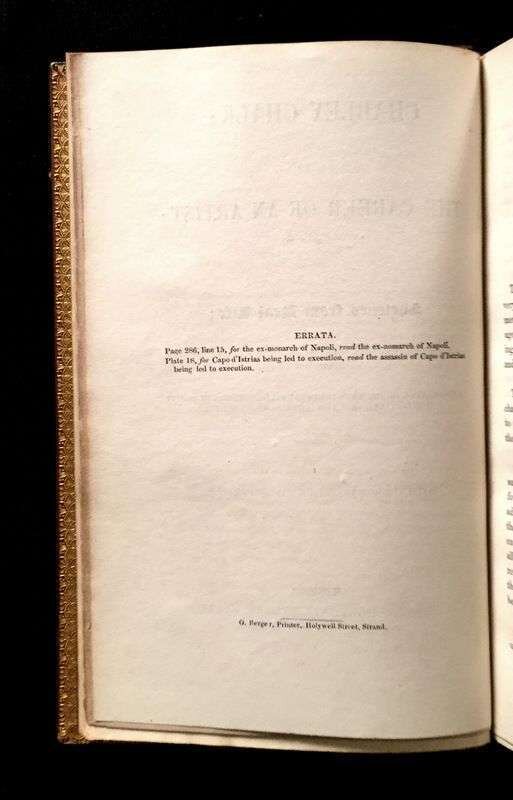 ERRATA.
Page 286, line 15, for the ex-monarch of Napoli, read the ex-nomarch of Napoli.
Plate 18, for Capo d'Istrias being led to execution, read the assassin of Capo d'Istrias
being led to execution.
G. Berger, Printer, Holywell Street, Strand.